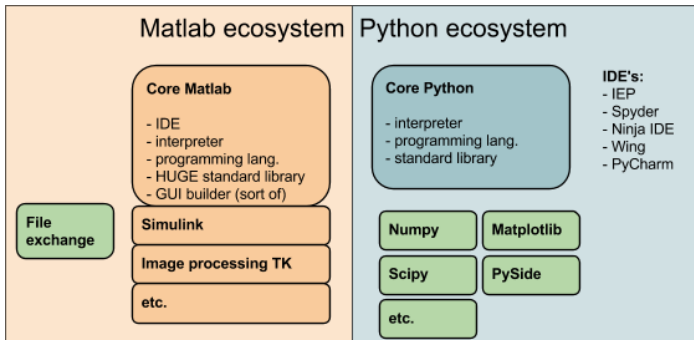 Matlab ecosystem
Core Matlab
- IDE
- interpreter
- programming lang.
- HUGE standard library
- GUI builder (sort of)
File
exchange
Simulink
Image processing TK
etc.
Python ecosystem
Core Python
- interpreter
- programming lang.
- standard library
IDE's:
- IEP
- Spyder
- Ninja IDE
- Wing
- PyCharm
Numpy
Matplotlib
Scipy
PySide
etc.